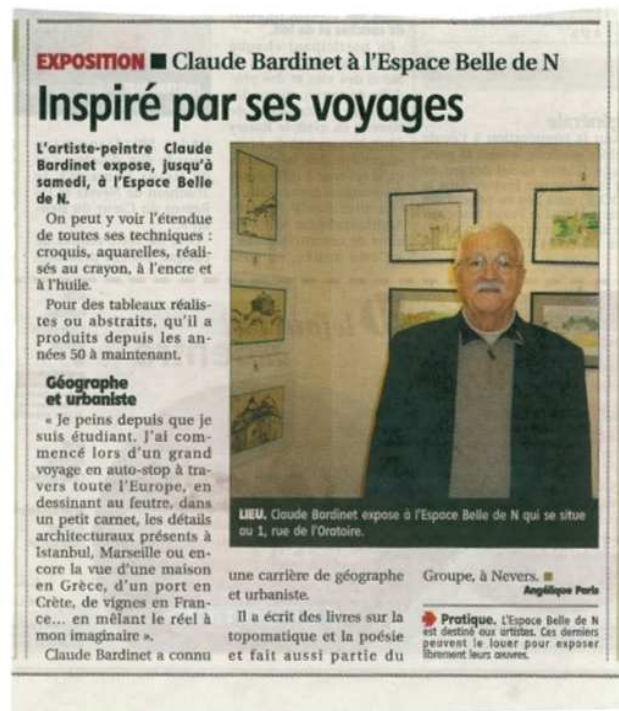 EXPOSITION ■ Claude Bardinet à l'Espace Belle de N
Inspiré par ses voyages
L'artiste-peintre Claude
Bardinet expose, jusqu'à
samedi, à l'Espace Belle
de N.
On peut y voir l'étendue
de toutes ses techniques :
croquis, aquarelles, réali-
sés au crayon, à l'encre et
à l'huile.
Pour des tableaux réalis-
tes ou abstraits, qu'il a
produits depuis les an-
nées 50 à maintenant.
Géographe
et urbaniste
« Je peins depuis que je
suis étudiant. J'ai com-
mencé lors d'un grand
voyage en auto-stop à tra-
vers toute l'Europe, en
dessinant au feutre, dans
un petit carnet, les détails
architecturaux présents à
Istanbul, Marseille ou en-
core la vue d'une maison
en Grèce, d'un port en
Crète, de vignes en Fran-
ce... en mêlant le réel à
mon imaginaire ».
Claude Bardinet a connu
LIEU. Claude Bardinet expose à l'Espace Belle de N qui se situe
au 1, rue de l'Oratoire.
une carrière de géographe
et urbaniste.
Il a écrit des livres sur la
topomatique et la poésie
et fait aussi partie du
Groupe, à Nevers. ■
Angélique Paris
Pratique. L'Espace Belle de N
est destiné aux artistes. Ces derniers
peuvent le louer pour exposer
librement leurs œuvres.